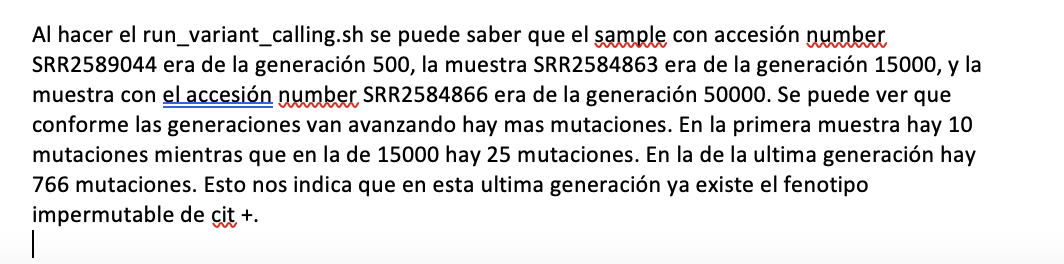 Al hacer el run_variant_calling.sh se puede saber que el sample con accesión number
SRR2589044 era de la generación 500, la muestra SRR2584863 era de la generación 15000, y la
muestra con el accesión number SRR2584866 era de la generación 50000. Se puede ver que
conforme las generaciones van avanzando hay mas mutaciones. En la primera muestra hay 10
mutaciones mientras que en la de 15000 hay 25 mutaciones. En la de la ultima generación hay
766 mutaciones. Esto nos indica que en esta ultima generación ya existe el fenotipo
impermutable de cit +.